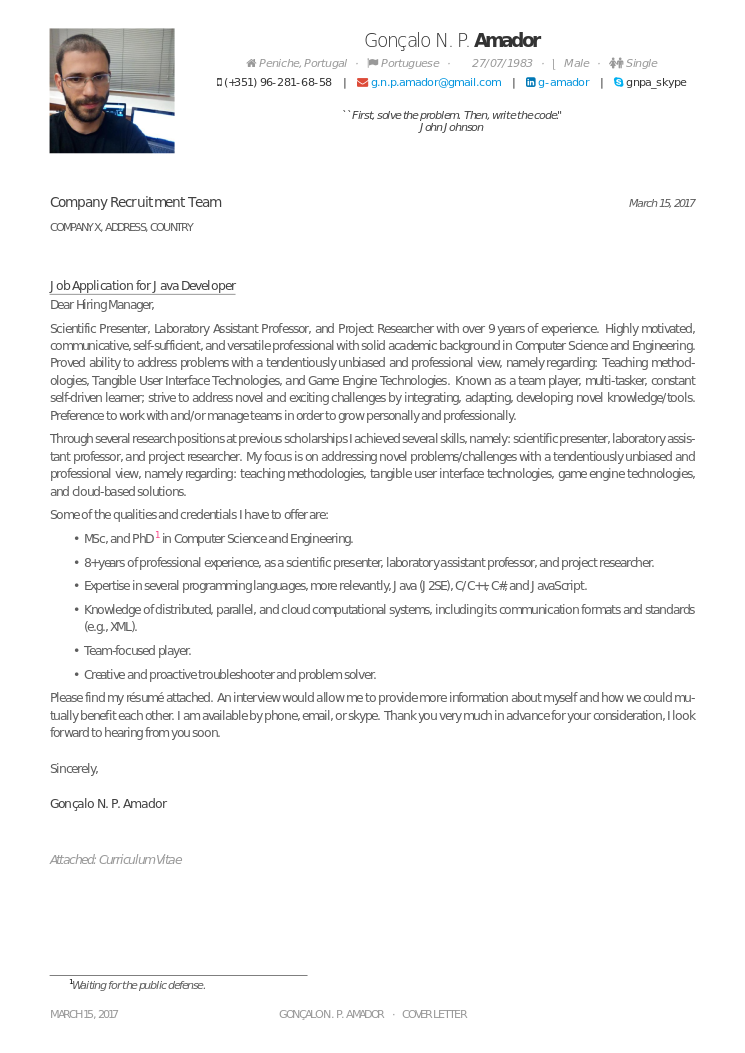 Gonçalo N. P. Amador
Peniche, Portugal · Portuguese · 27/07/1983 · | Male · Single
(+351) 96-281-68-58 | g.n.p.amador@gmail.com | g-amador | gnpa_skype
``First, solve the problem. Then, write the code."
John Johnson
Company Recruitment Team
March 15, 2017
COMPANY X, ADDRESS, COUNTRY
Job Application for Java Developer
Dear Hiring Manager,
Scientific Presenter, Laboratory Assistant Professor, and Project Researcher with over 9 years of experience. Highly motivated,
communicative, self-sufficient, and versatile professional with solid academic background in Computer Science and Engineering.
Proved ability to address problems with a tendentiously unbiased and professional view, namely regarding: Teaching method-
ologies, Tangible User Interface Technologies, and Game Engine Technologies. Known as a team player, multi-tasker, constant
self-driven learner; strive to address novel and exciting challenges by integrating, adapting, developing novel knowledge/tools.
Preference to work with and/or manage teams in order to grow personally and professionally.
Through several research positions at previous scholarships I achieved several skills, namely: scientific presenter, laboratory assis-
tant professor, and project researcher. My focus is on addressing novel problems/challenges with a tendentiously unbiased and
professional view, namely regarding: teaching methodologies, tangible user interface technologies, game engine technologies,
and cloud-based solutions.
Some of the qualities and credentials I have to offer are:
• MSc, and PhD1 in Computer Science and Engineering.
• 8+years of professional experience, as a scientific presenter, laboratory assistant professor, and project researcher.
• Expertise in several programming languages, more relevantly, Java (J2SE), C/C++, C#, and JavaScript.
• Knowledge of distributed, parallel, and cloud computational systems, including its communication formats and standards
(e.g., XML).
• Team-focused player.
• Creative and proactive troubleshooter and problem solver.
Please find my résumé attached. An interview would allow me to provide more information about myself and how we could mu-
tually benefit each other. I am available by phone, email, or skype. Thank you very much in advance for your consideration, I look
forward to hearing from you soon.
Sincerely,
Gonçalo N. P. Amador
Attached: Curriculum Vitae
1Waiting for the public defense.
MARCH 15, 2017 GONÇALO N. P. AMADOR · COVER LETTER